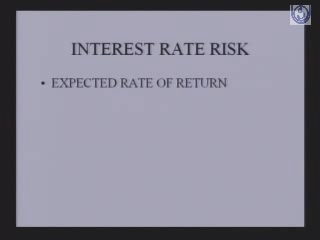 INTEREST RATE RISK
• EXPECTED RATE OF RETURN